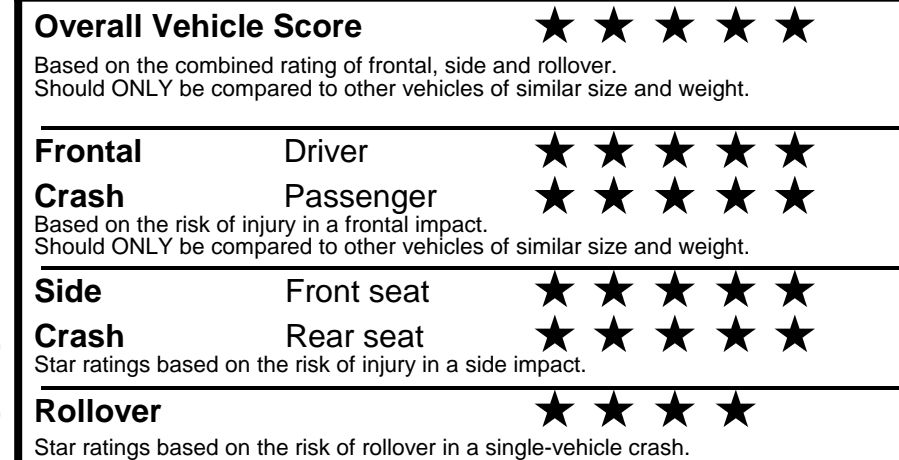 Overall Vehicle Score ★ ★ ★ ★ ★
Based on the combined rating of frontal, side and rollover.
Should ONLY be compared to other vehicles of similar size and weight.
Frontal Driver ★ ★ ★ ★ ★
Crash Passenger ★ ★ ★ ★ ★
Based on the risk of injury in a frontal impact.
Should ONLY be compared to other vehicles of similar size and weight.
Side Front seat ★ ★ ★ ★ ★
Crash Rear seat ★ ★ ★ ★ ★
Star ratings based on the risk of injury in a side impact.
Rollover ★ ★ ★ ★
Star ratings based on the risk of rollover in a single-vehicle crash.